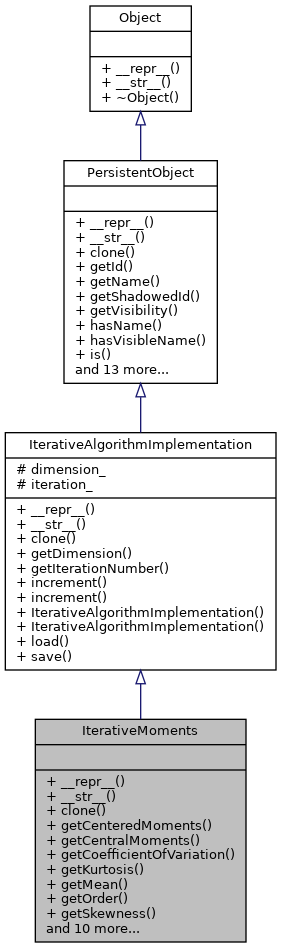 Object
+ __repr__()
+ __str__()
+ ~Object()
PersistentObject
+ __repr__()
+ __str__()
+ clone()
+ getId()
+ getName()
+ getShadowedId()
+ getVisibility()
+ hasName()
+ hasVisibleName()
+ is()
and 13 more...
IterativeAlgorithmImplementation
# dimension_
# iteration_
+ __repr__()
+ __str__()
+ clone()
+ getDimension()
+ getIterationNumber()
+ increment()
+ increment()
+ IterativeAlgorithmImplementation()
+ IterativeAlgorithmImplementation()
+ load()
+ save()
IterativeMoments
+ __repr__()
+ __str__()
+ clone()
+ getCenteredMoments()
+ getCentralMoments()
+ getCoefficientOfVariation()
+ getKurtosis()
+ getMean()
+ getOrder()
+ getSkewness()
and 10 more...